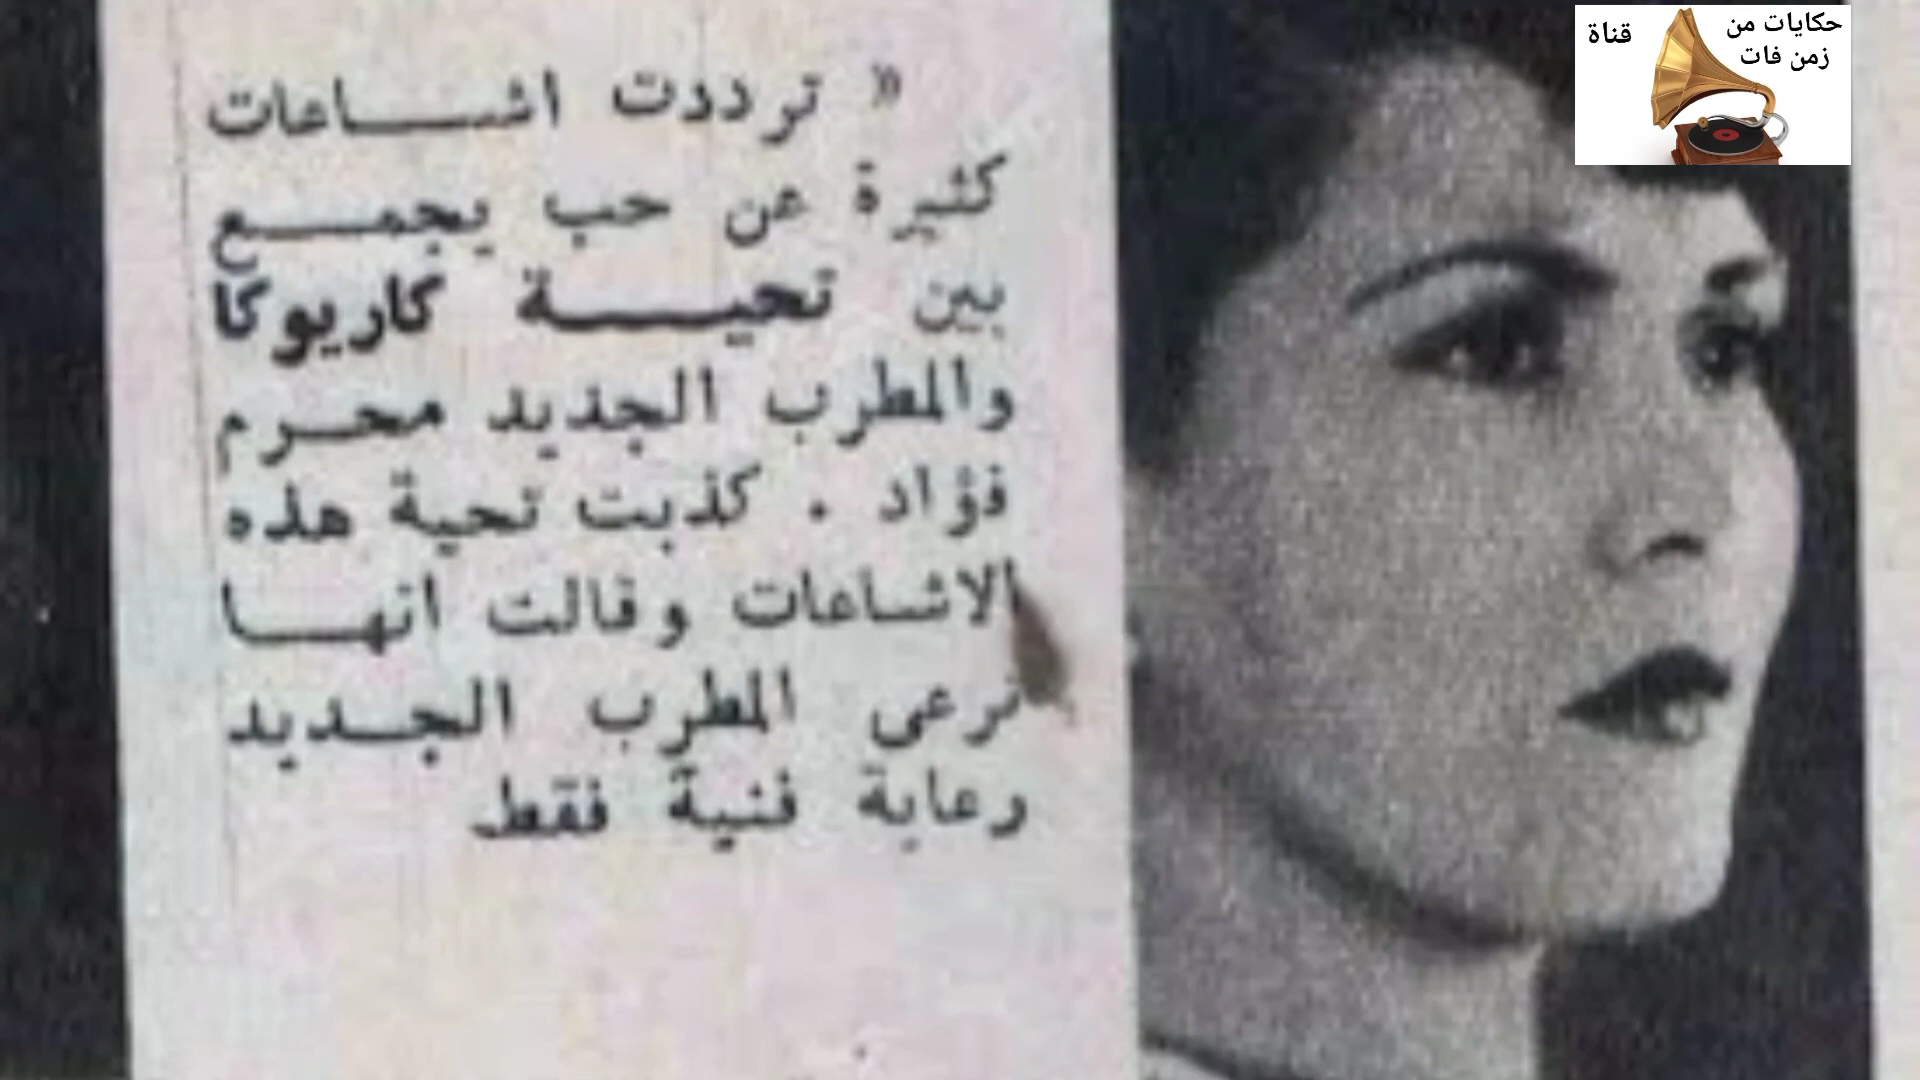 « ترددت اشاعات
كثيرة عن حب يجمع
بين تحية كاريوكا
والمطرب الجديد محرم
فؤاد . كذبت تحية هذه
الاشاعات وقالت انها
ترعى المطرب الجديد
رعاية فنية فقط
قناة
حكايات من
زمن فات